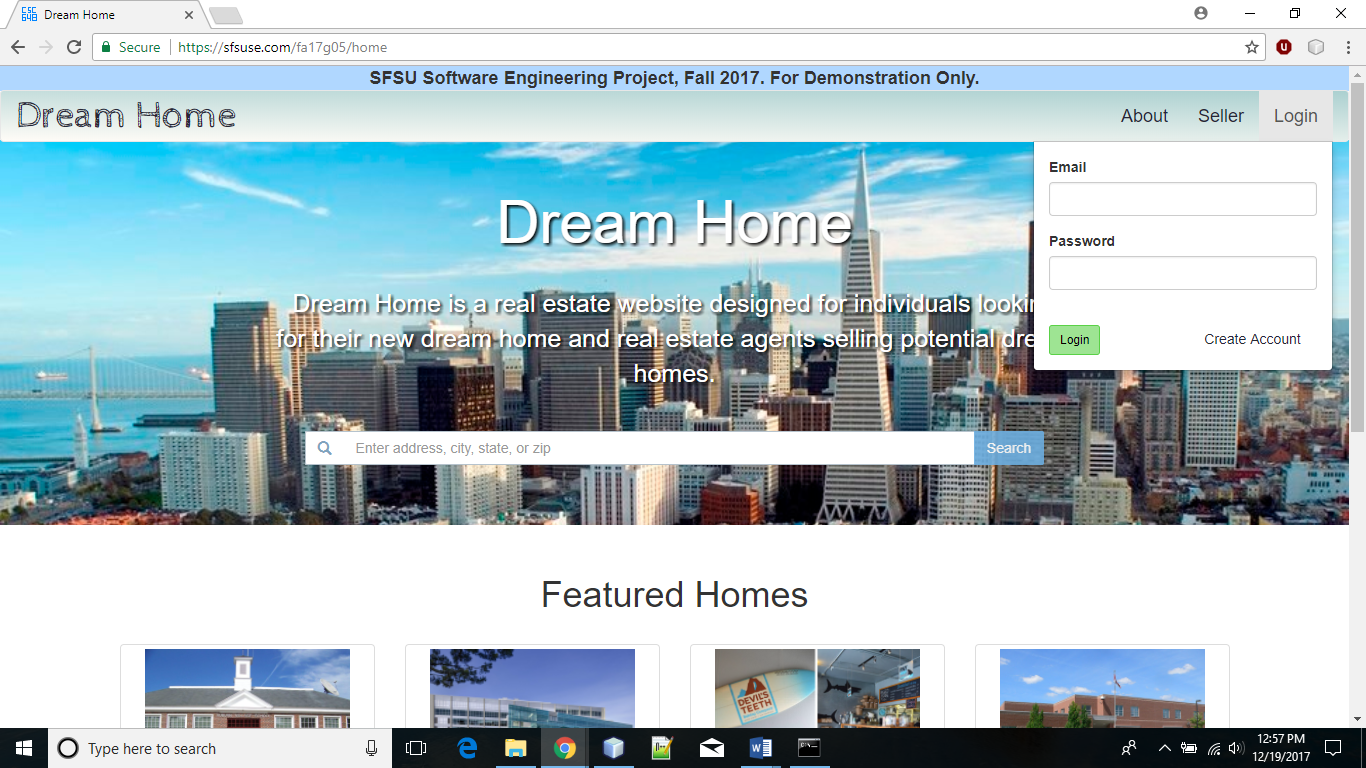 Dream Home
Secure
https://sfsuse.com/fa17g05/home
SFSU Software Engineering Project, Fall 2017. For Demonstration Only.
Dream Home
About
Seller
Login
Email
Password
Login
Create Account
Dream Home
Dream Home is a real estate website designed for individuals lookin
for their new dream home and real estate agents selling potential dre
homes.
Enter address, city, state, or zip
Search
Featured Homes
DEVIL'S
TEETH
Type here to search
12:57 PM
12/19/2017